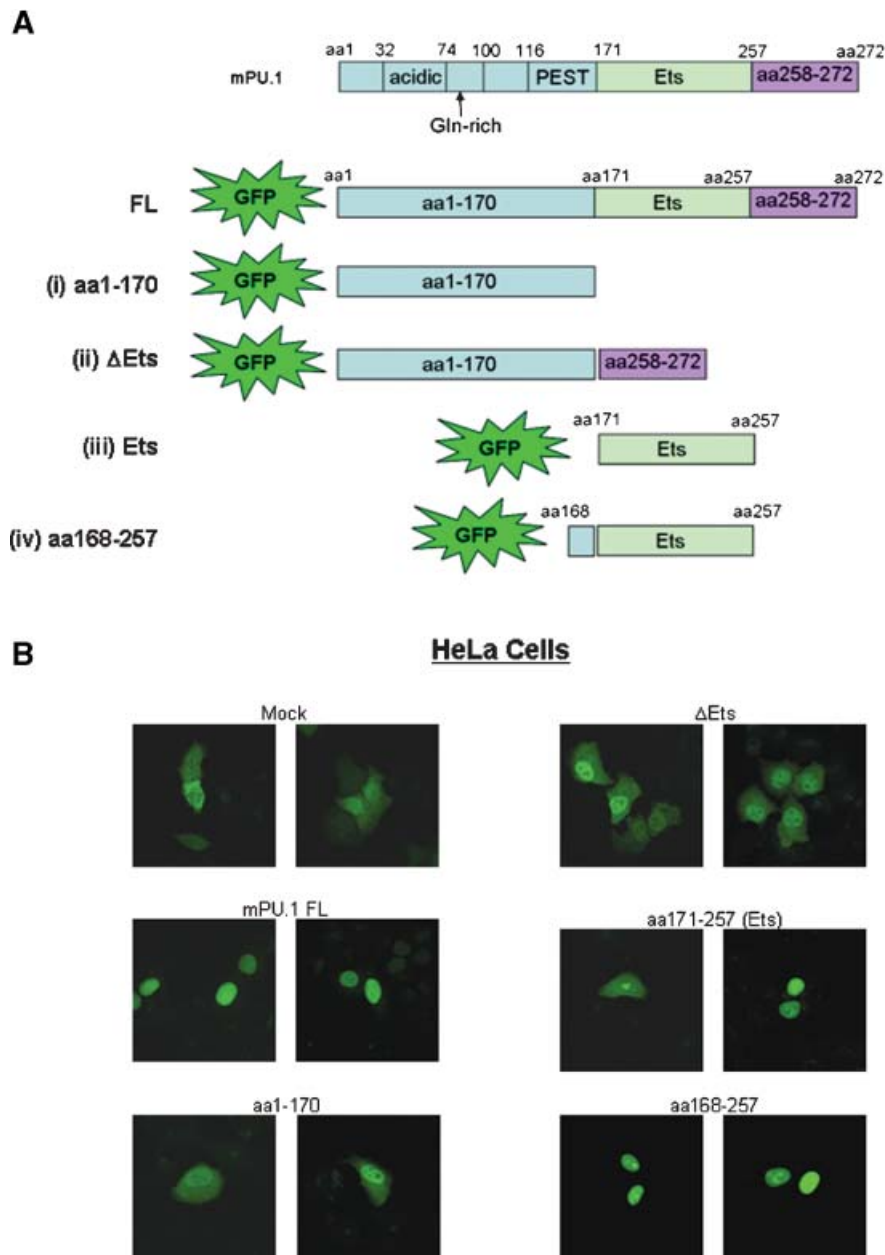 A
aa1 32 74 100 116 171 257 aa272
mPU.1 acidic PEST Ets aa258-272
Gln-rich
aa1 aa171 aa257 aa272
FL GFP aa1-170 Ets aa258-272
(i) aa1-170 GFP aa1-170
(ii) ΔEts GFP aa1-170 aa258-272
aa171 aa257
(iii) Ets GFP Ets
aa168 aa257
(iv) aa168-257 GFP Ets
B
HeLa Cells
Mock ΔEts
mPU.1 FL aa171-257 (Ets)
aa1-170 aa168-257